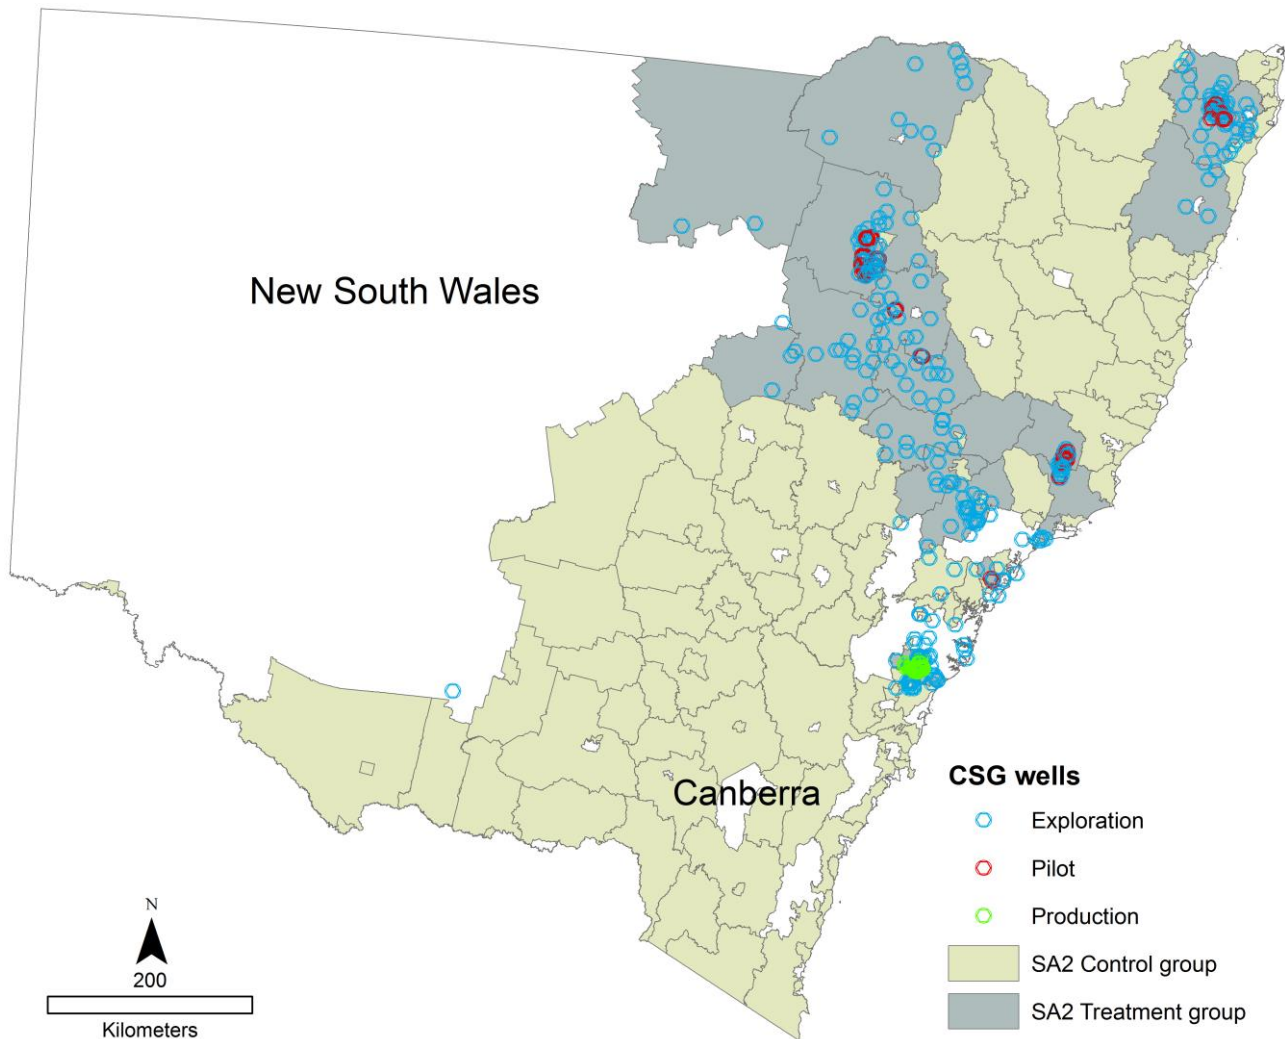 New South Wales
Canberra
CSG wells
Exploration
Pilot
Production
SA2 Control group
SA2 Treatment group
N
200
Kilometers